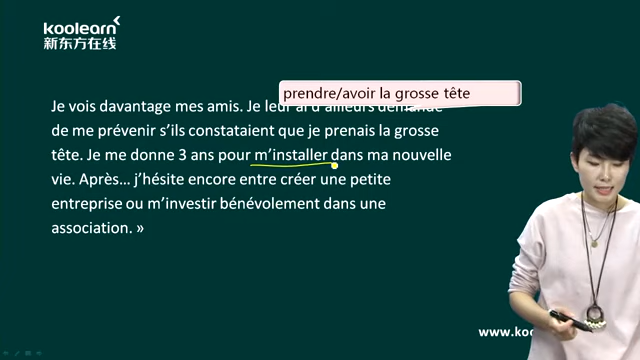 koolearn
新东方在线
prendre/avoir la grosse tête
Je vois davantage mes amis. Je leur ai d'ailleurs demandé
de me prévenir s'ils constataient que je prenais la grosse
tête. Je me donne 3 ans pour m'installer dans ma nouvelle
vie. Après… j'hésite encore entre créer une petite
entreprise ou m'investir bénévolement dans une
association. »
www.koo